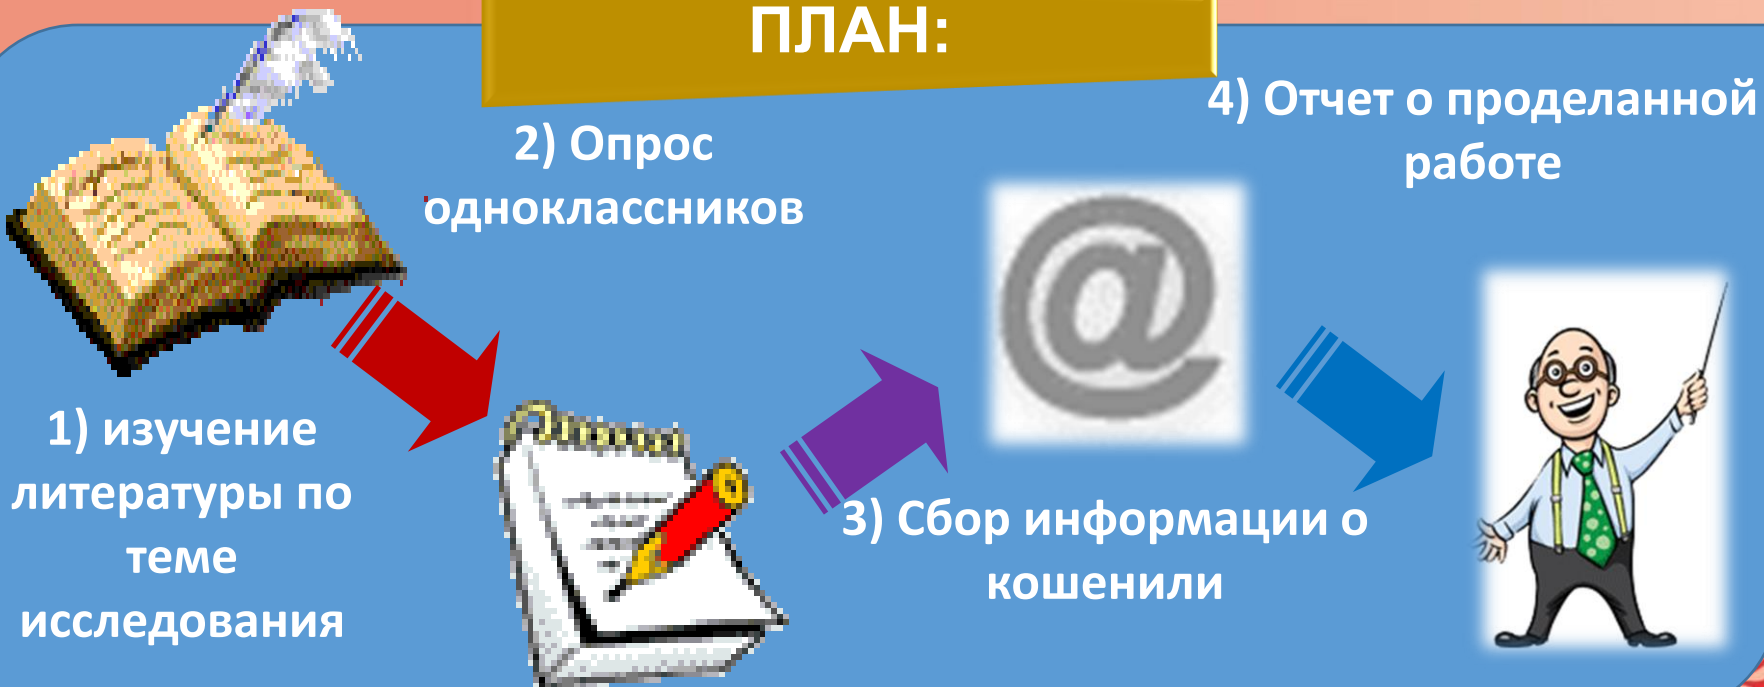 ПЛАН:
1) изучение
литературы по
теме
исследования
2) Опрос
одноклассников
3) Сбор информации о
кошенили
4) Отчет о проделанной
работе
@